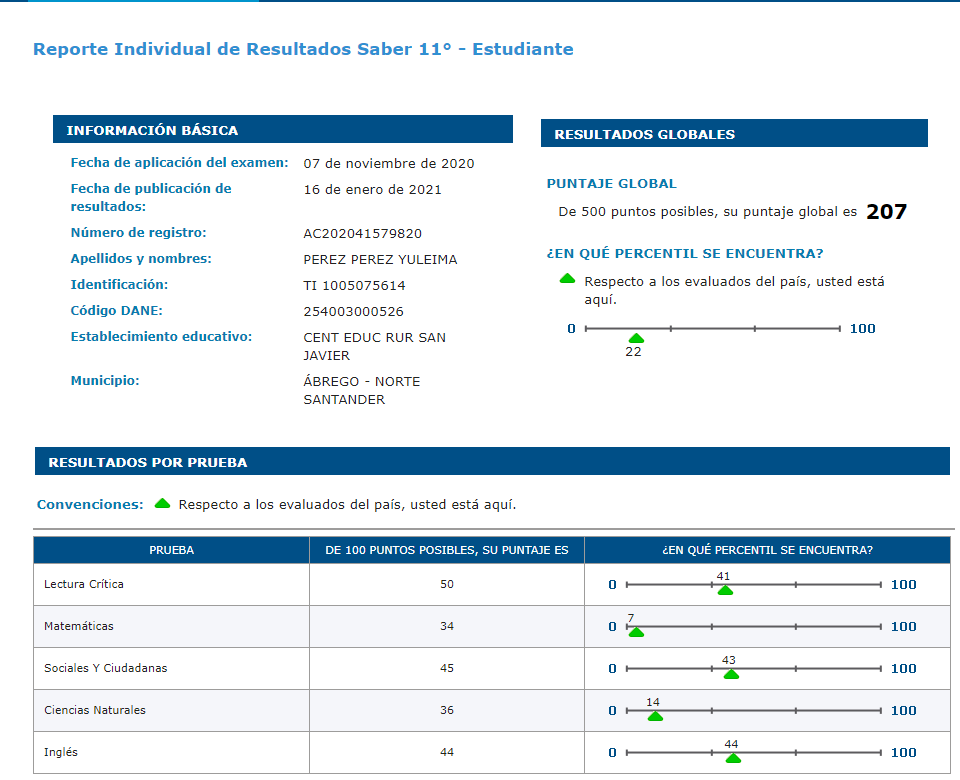 Reporte Individual de Resultados Saber 11° - Estudiante
INFORMACIÓN BÁSICA
Fecha de aplicación del examen: 07 de noviembre de 2020
Fecha de publicación de 16 de enero de 2021
resultados:
Número de registro: AC202041579820
Apellidos y nombres: PEREZ PEREZ YULEIMA
Identificación: TI 1005075614
Código DANE: 254003000526
Establecimiento educativo: CENT EDUC RUR SAN
JAVIER
Municipio: ÁBREGO - NORTE
SANTANDER
RESULTADOS GLOBALES
PUNTAJE GLOBAL
De 500 puntos posibles, su puntaje global es 207
¿EN QUÉ PERCENTIL SE ENCUENTRA?
Respecto a los evaluados del país, usted está
aquí.
0 100
22
RESULTADOS POR PRUEBA
Convenciones: Respecto a los evaluados del país, usted está aquí.
PRUEBA DE 100 PUNTOS POSIBLES, SU PUNTAJE ES ¿EN QUÉ PERCENTIL SE ENCUENTRA?
Lectura Crítica 50 0 41 100
Matemáticas 34 0 7 100
Sociales Y Ciudadanas 45 0 43 100
Ciencias Naturales 36 0 14 100
Inglés 44 0 44 100